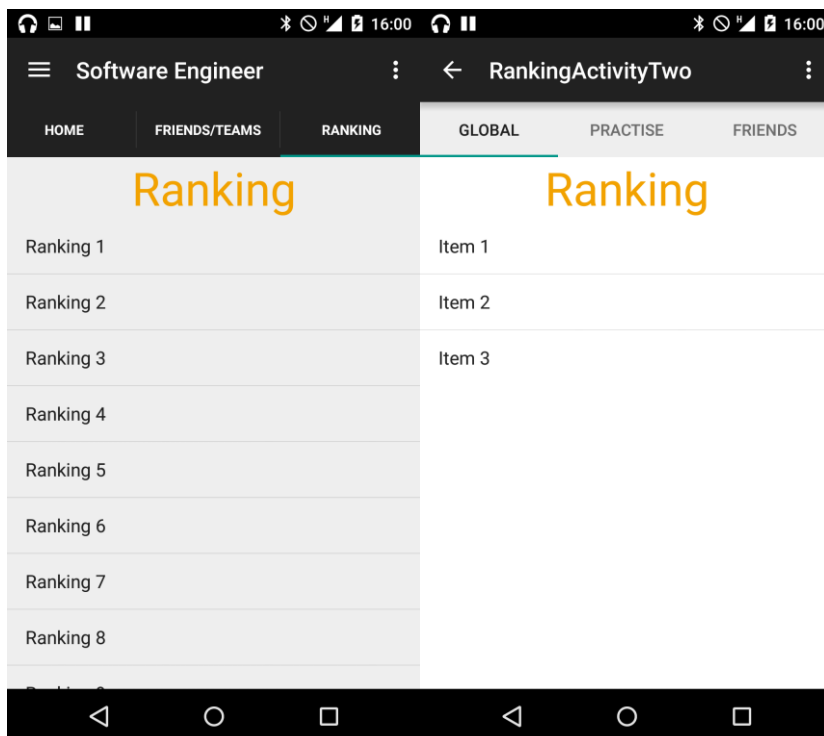 16:00
Software Engineer
HOME FRIENDS/TEAMS RANKING
Ranking
Ranking 1
Ranking 2
Ranking 3
Ranking 4
Ranking 5
Ranking 6
Ranking 7
Ranking 8
H 16:00
RankingActivityTwo
GLOBAL PRACTISE FRIENDS
Ranking
Item 1
Item 2
Item 3